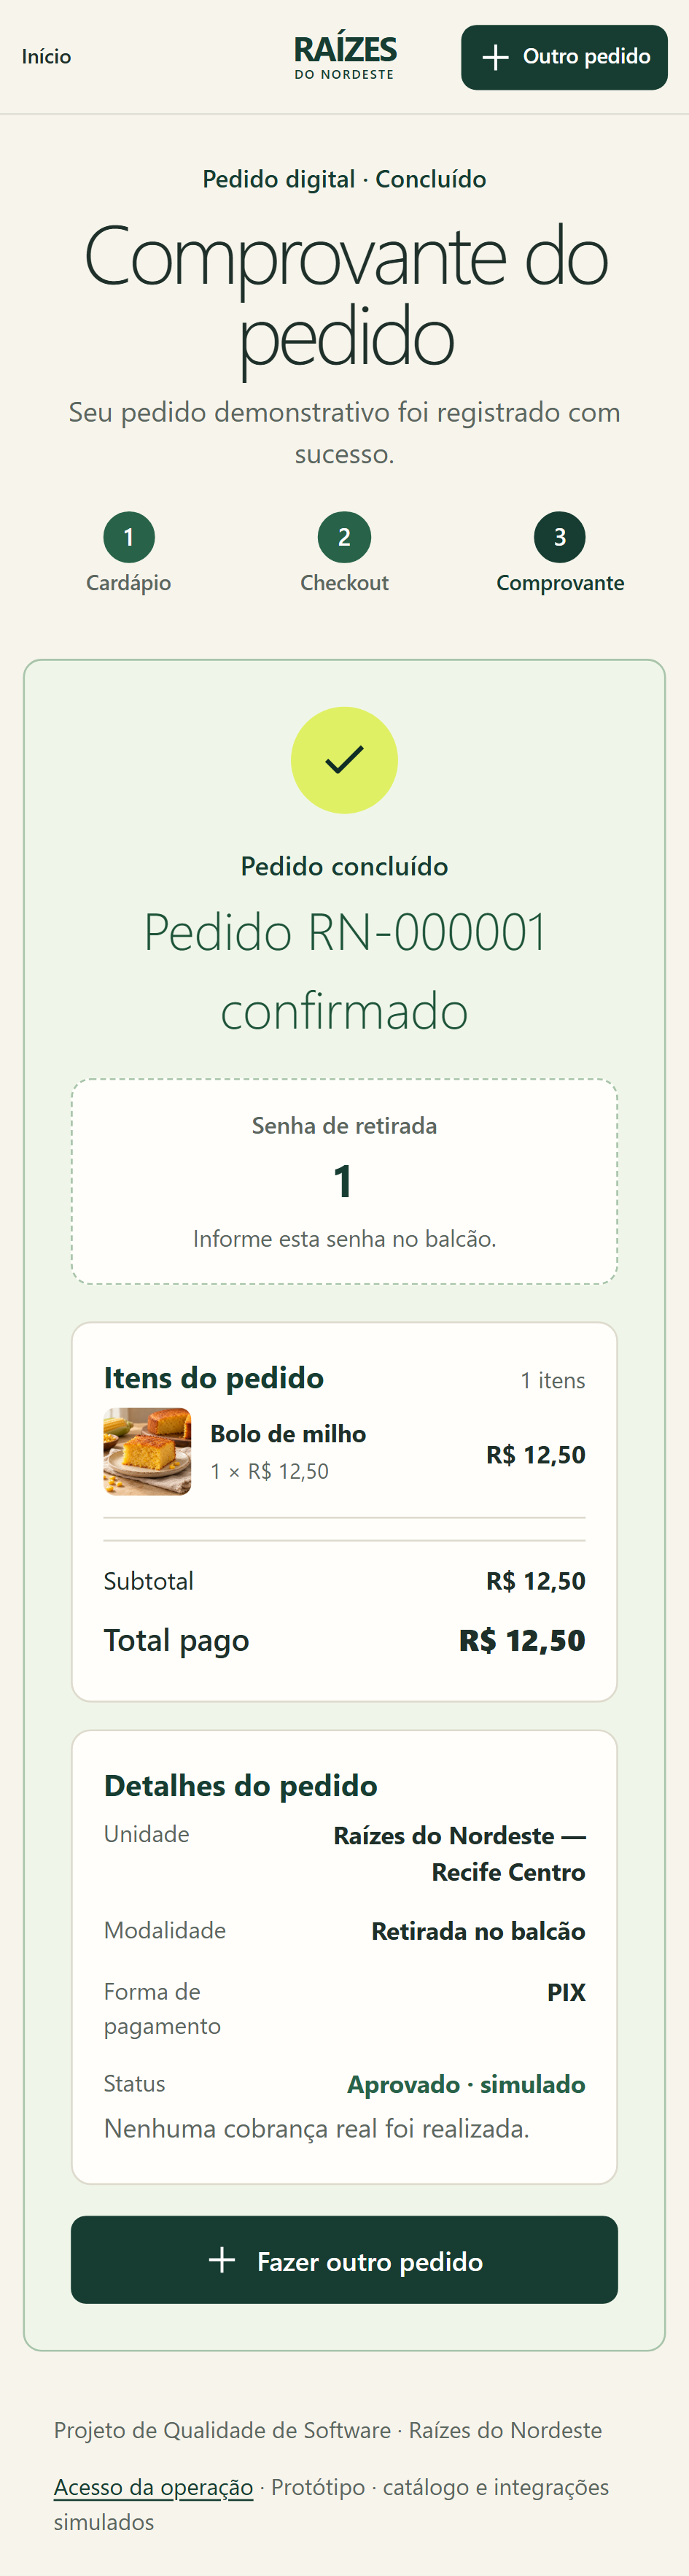 Início
RAÍZES
DO NORDESTE
Outro pedido
Pedido digital · Concluído
Comprovante do
pedido
Seu pedido demonstrativo foi registrado com
sucesso.
1
2
3
Cardápio
Checkout
Comprovante
Pedido concluído
Pedido RN-000001
confirmado
Senha de retirada
1
Informe esta senha no balcão.
Itens do pedido
1 itens
Bolo de milho
1 × R$ 12,50
R$ 12,50
Subtotal
R$ 12,50
Total pago
R$ 12,50
Detalhes do pedido
Unidade
Raízes do Nordeste —
Recife Centro
Modalidade
Retirada no balcão
Forma de
pagamento
PIX
Status
Aprovado · simulado
Nenhuma cobrança real foi realizada.
Fazer outro pedido
Projeto de Qualidade de Software · Raízes do Nordeste
Acesso da operação · Protótipo · catálogo e integrações
simulados